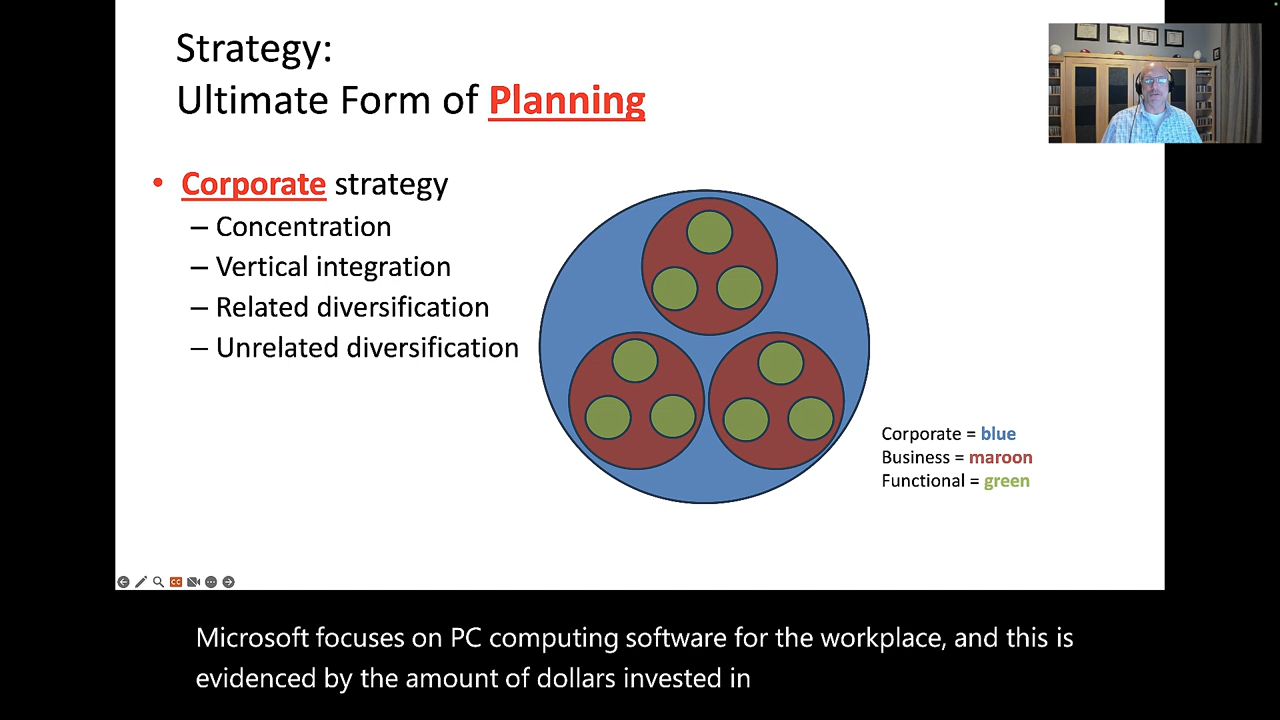 Strategy:
Ultimate Form of Planning
• Corporate strategy
– Concentration
– Vertical integration
– Related diversification
– Unrelated diversification
Corporate = blue
Business = maroon
Functional = green
CC
Microsoft focuses on PC computing software for the workplace, and this is
evidenced by the amount of dollars invested in